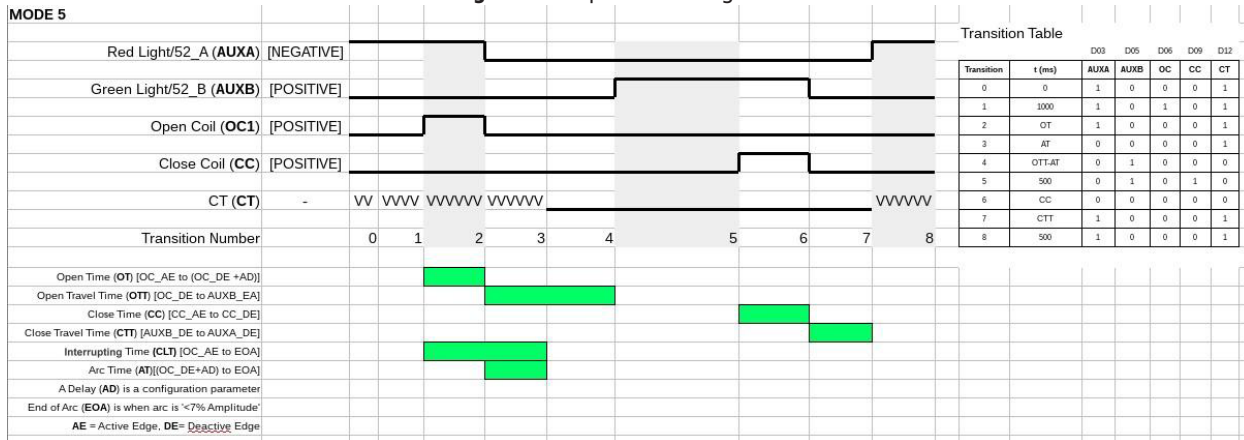 MODE 5
Red Light/52_A (AUXA) [NEGATIVE]
Green Light/52_B (AUXB) [POSITIVE]
Open Coil (OC1) [POSITIVE]
Close Coil (CC) [POSITIVE]
CT (CT) - VV VVVV VVVVVV VVVVVV VVVVVV
Transition Number 0 1 2 3 4 5 6 7 8
Open Time (OT) [OC_AE to (OC_DE +AD)]
Open Travel Time (OTT) [OC_DE to AUXB_EA]
Close Time (CC) [CC_AE to CC_DE]
Close Travel Time (CTT) [AUXB_DE to AUXA_DE]
Interrupting Time (CLT) [OC_AE to EOA]
Arc Time (AT)[(OC_DE+AD) to EOA]
A Delay (AD) is a configuration parameter
End of Arc (EOA) is when arc is '<7% Amplitude'
AE = Active Edge, DE= Deactive Edge
Transition Table
D03 D05 D06 D09 D12
Transition t (ms) AUXA AUXB OC CC CT
0 0 1 0 0 0 1
1 1000 1 0 1 0 1
2 OT 1 0 0 0 1
3 AT 0 0 0 0 1
4 OTT-AT 0 1 0 0 0
5 500 0 1 0 1 0
6 CC 0 0 0 0 0
7 CTT 1 0 0 0 1
8 500 1 0 0 0 1